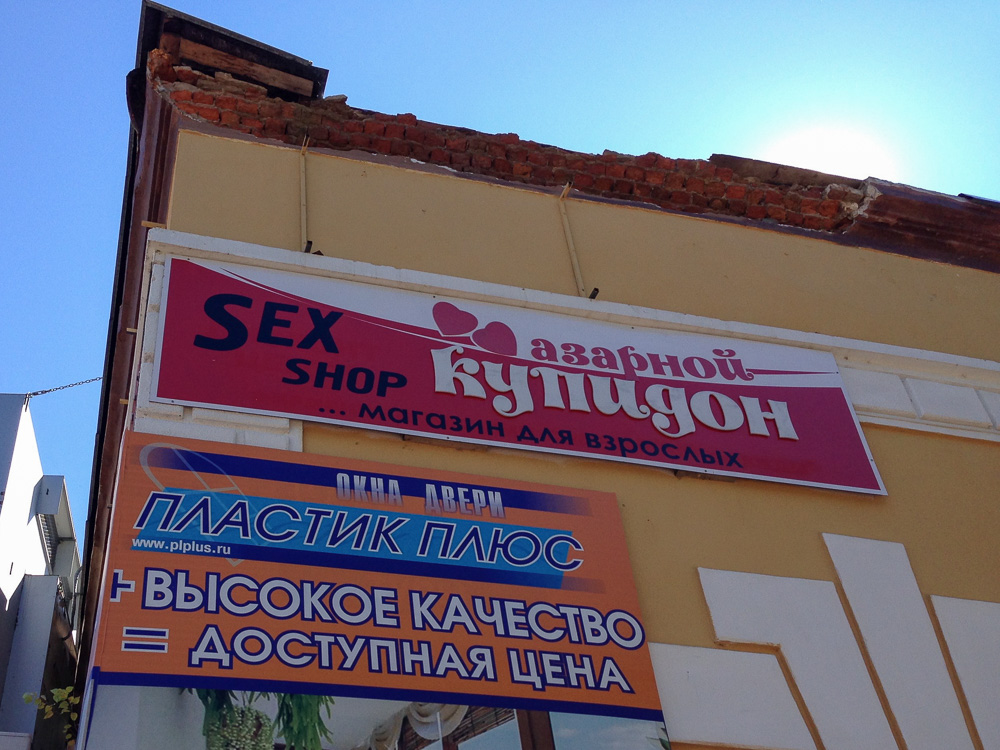 SEX
SHOP
азарной
купидон
... магазин для взрослых
ОКНА ДВЕРИ
ПЛАСТИК ПЛЮС
www.plplus.ru
+ ВЫСОКОЕ КАЧЕСТВО
= ДОСТУПНАЯ ЦЕНА